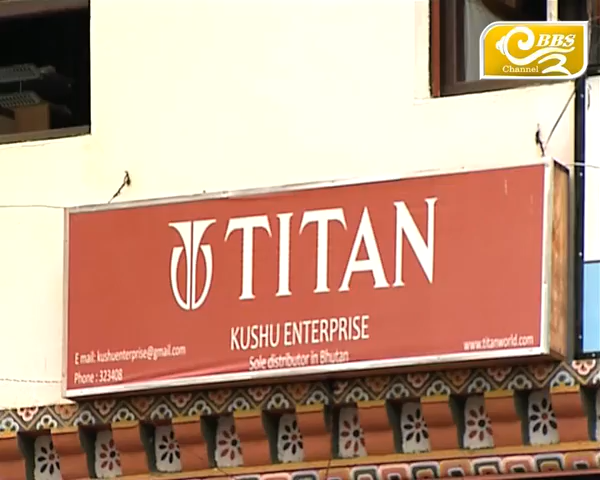 BBS
Channel 2
TITAN
KUSHU ENTERPRISE
Sole distributor in Bhutan
E mail: kushuenterprise@gmail.com
Phone : 323408
www.titanworld.com